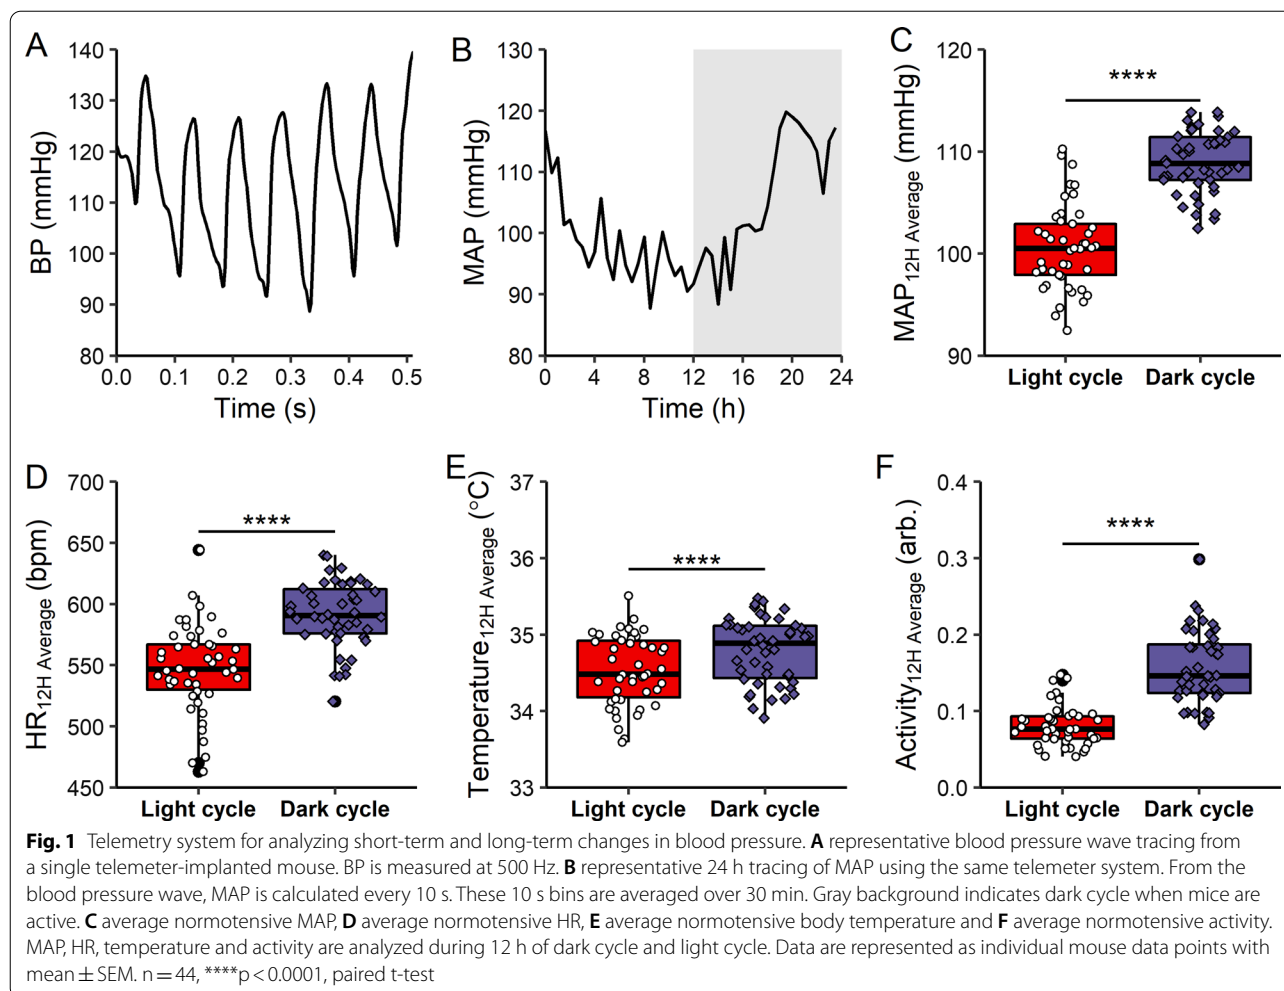 A
140
130
120
110
100
90
80
BP (mmHg)
0.0 0.1 0.2 0.3 0.4 0.5
Time (s)
B
130
120
110
100
90
80
MAP (mmHg)
0 4 8 12 16 20 24
Time (h)
C
120
110
100
90
MAP12H Average (mmHg)
****
Light cycle Dark cycle
D
700
650
600
550
500
450
HR12H Average (bpm)
****
Light cycle Dark cycle
E
37
36
35
34
33
Temperature12H Average (°C)
****
Light cycle Dark cycle
F
0.4
0.3
0.2
0.1
0.0
Activity12H Average (arb.)
****
Light cycle Dark cycle
Fig. 1 Telemetry system for analyzing short-term and long-term changes in blood pressure. A representative blood pressure wave tracing from
a single telemeter-implanted mouse. BP is measured at 500 Hz. B representative 24 h tracing of MAP using the same telemeter system. From the
blood pressure wave, MAP is calculated every 10 s. These 10 s bins are averaged over 30 min. Gray background indicates dark cycle when mice are
active. C average normotensive MAP, D average normotensive HR, E average normotensive body temperature and F average normotensive activity.
MAP, HR, temperature and activity are analyzed during 12 h of dark cycle and light cycle. Data are represented as individual mouse data points with
mean ± SEM. n = 44, ****p < 0.0001, paired t-test